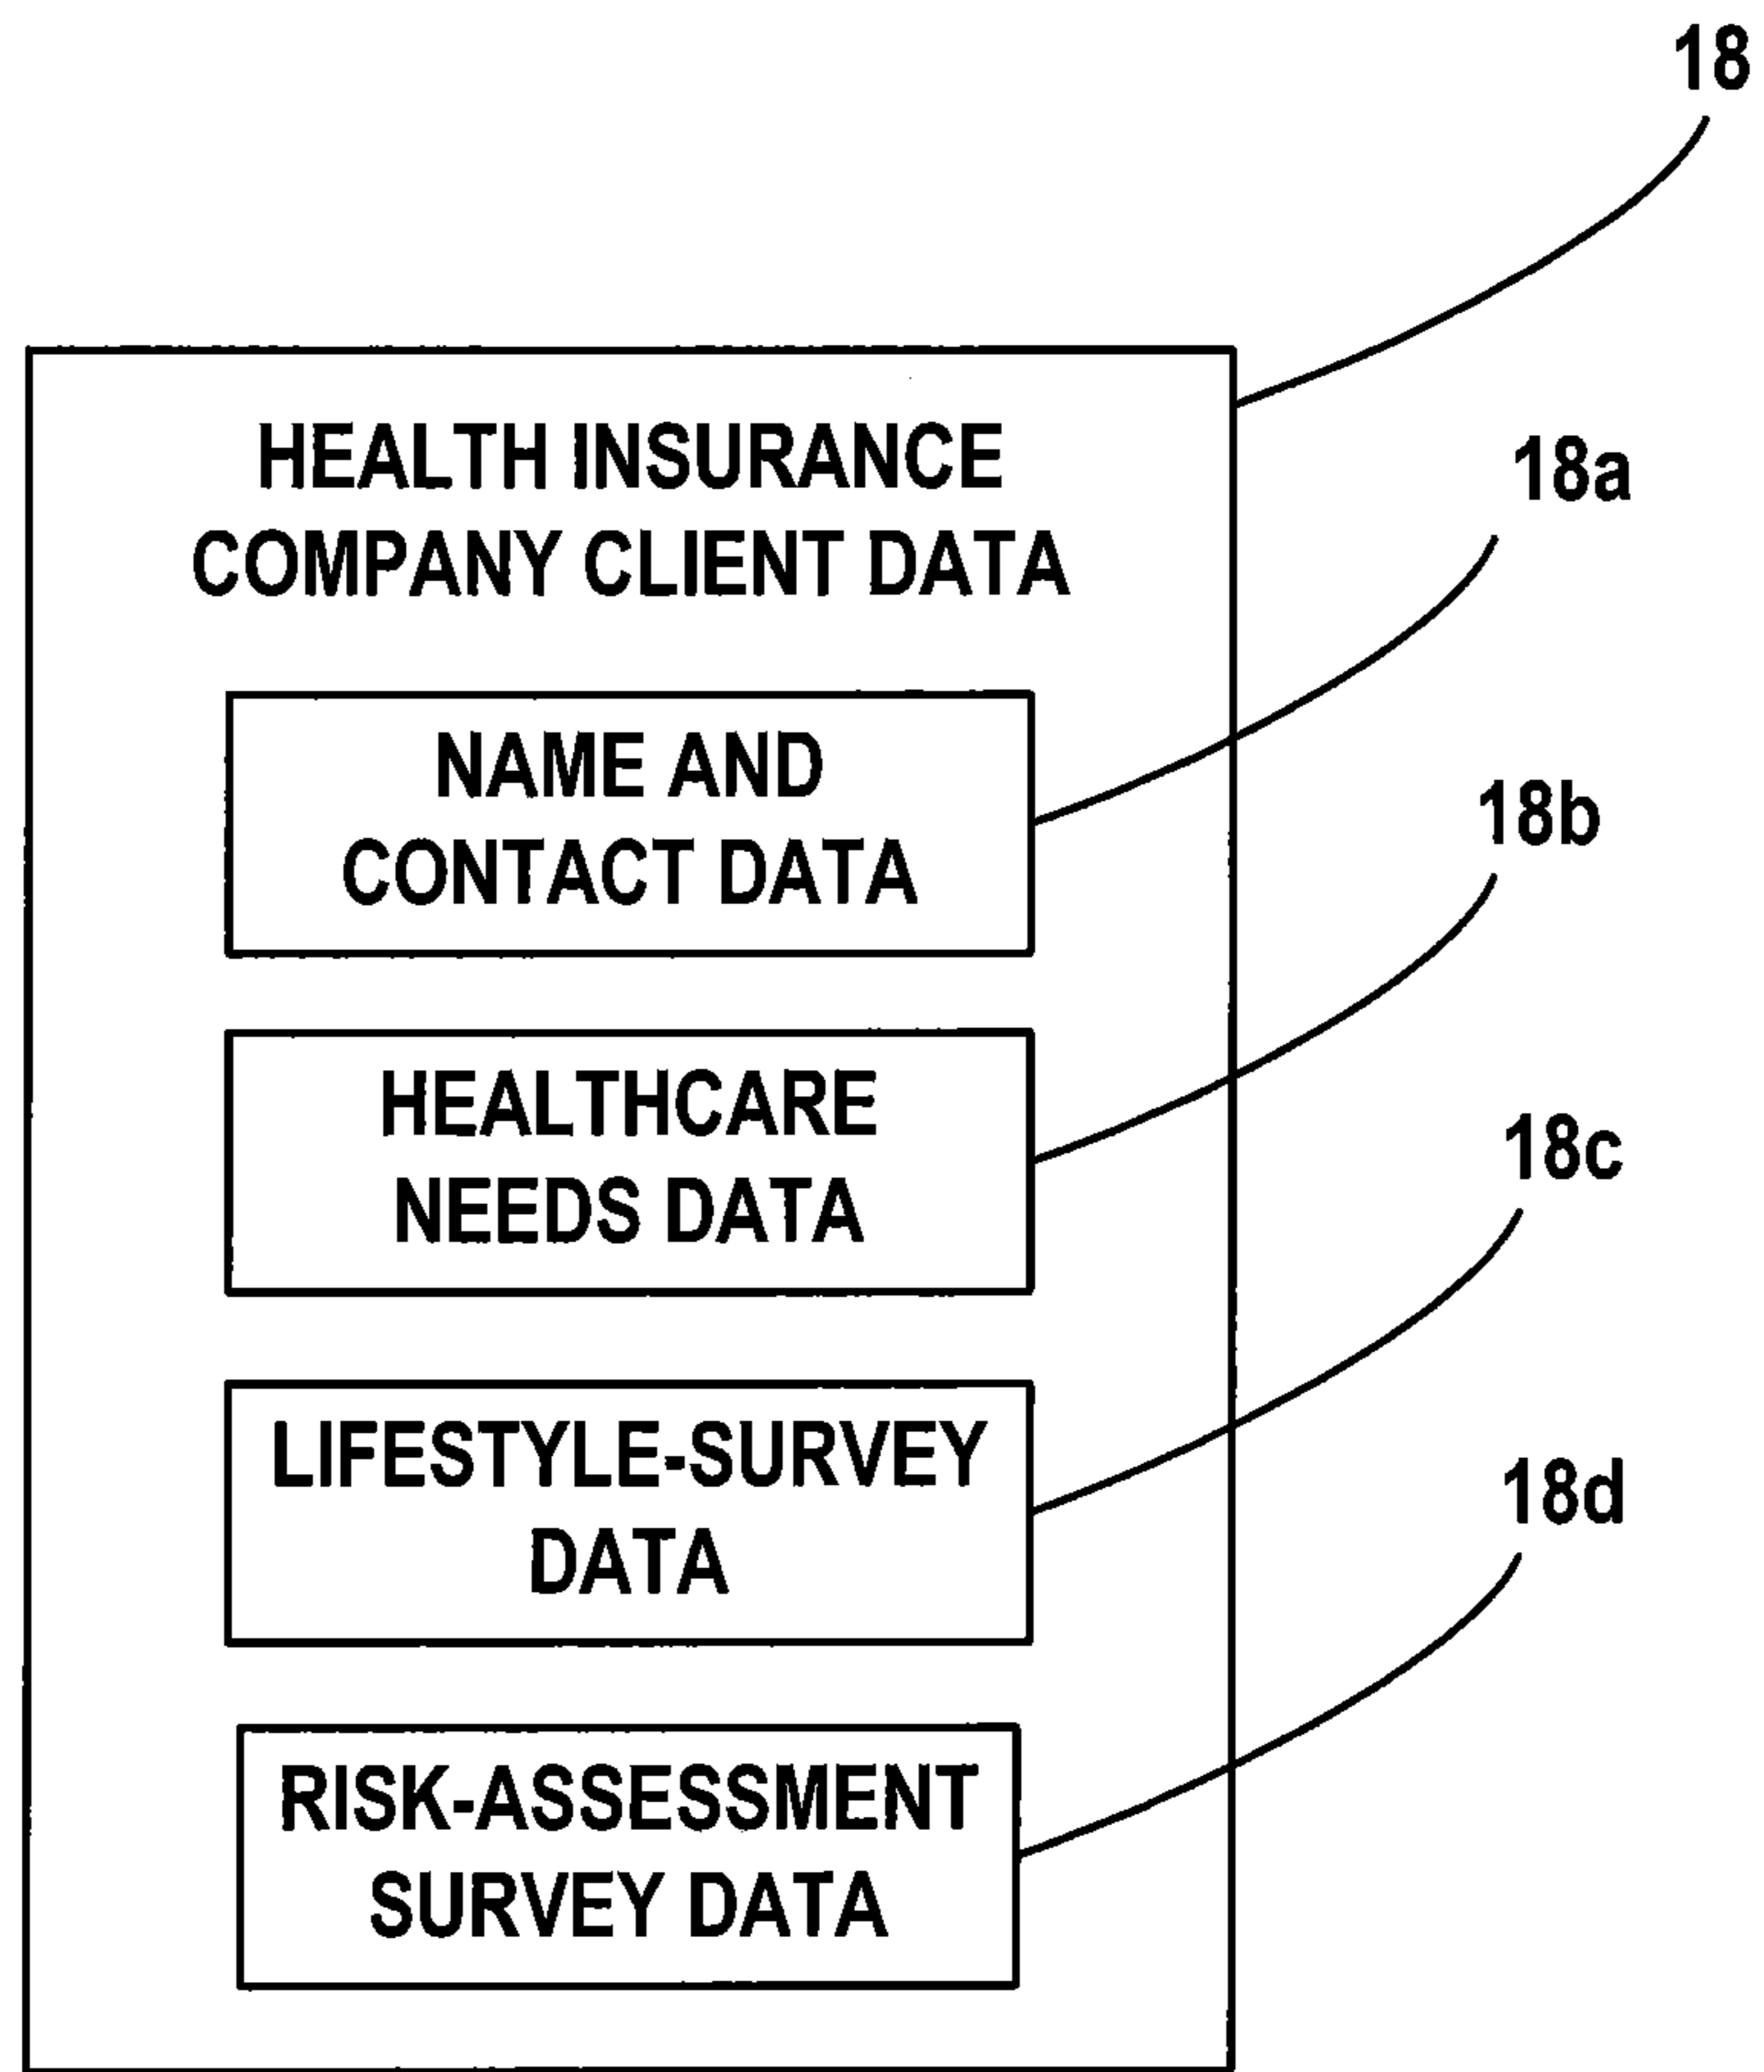 18
HEALTH INSURANCE
COMPANY CLIENT DATA
18a
NAME AND
CONTACT DATA
18b
HEALTHCARE
NEEDS DATA
18c
LIFESTYLE-SURVEY
DATA
18d
RISK-ASSESSMENT
SURVEY DATA